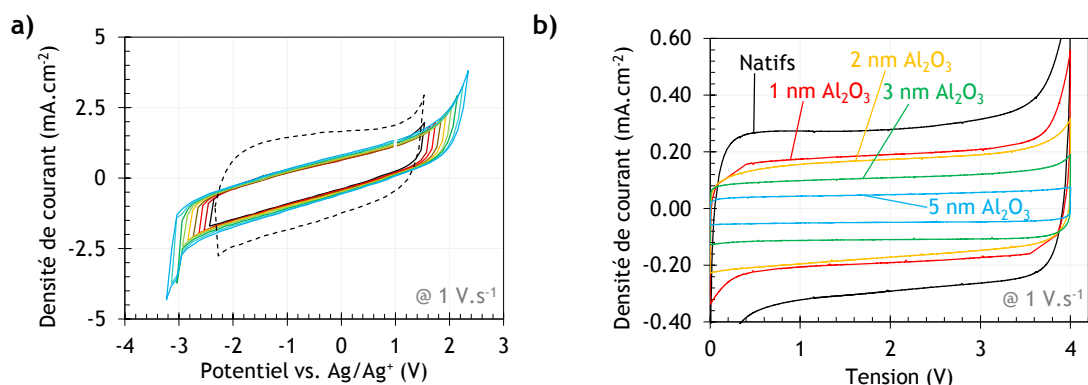 a)
Densité de courant (mA.cm-2)
5
2.5
0
-2.5
-5
-4 -3 -2 -1 0 1 2 3
Potentiel vs. Ag/Ag+ (V)
@ 1 V.s-1
b)
Densité de courant (mA.cm-2)
0.60
0.40
0.20
0.00
-0.20
-0.40
0 1 2 3 4
Tension (V)
Natifs
2 nm Al2O3
1 nm Al2O3
3 nm Al2O3
5 nm Al2O3
@ 1 V.s-1